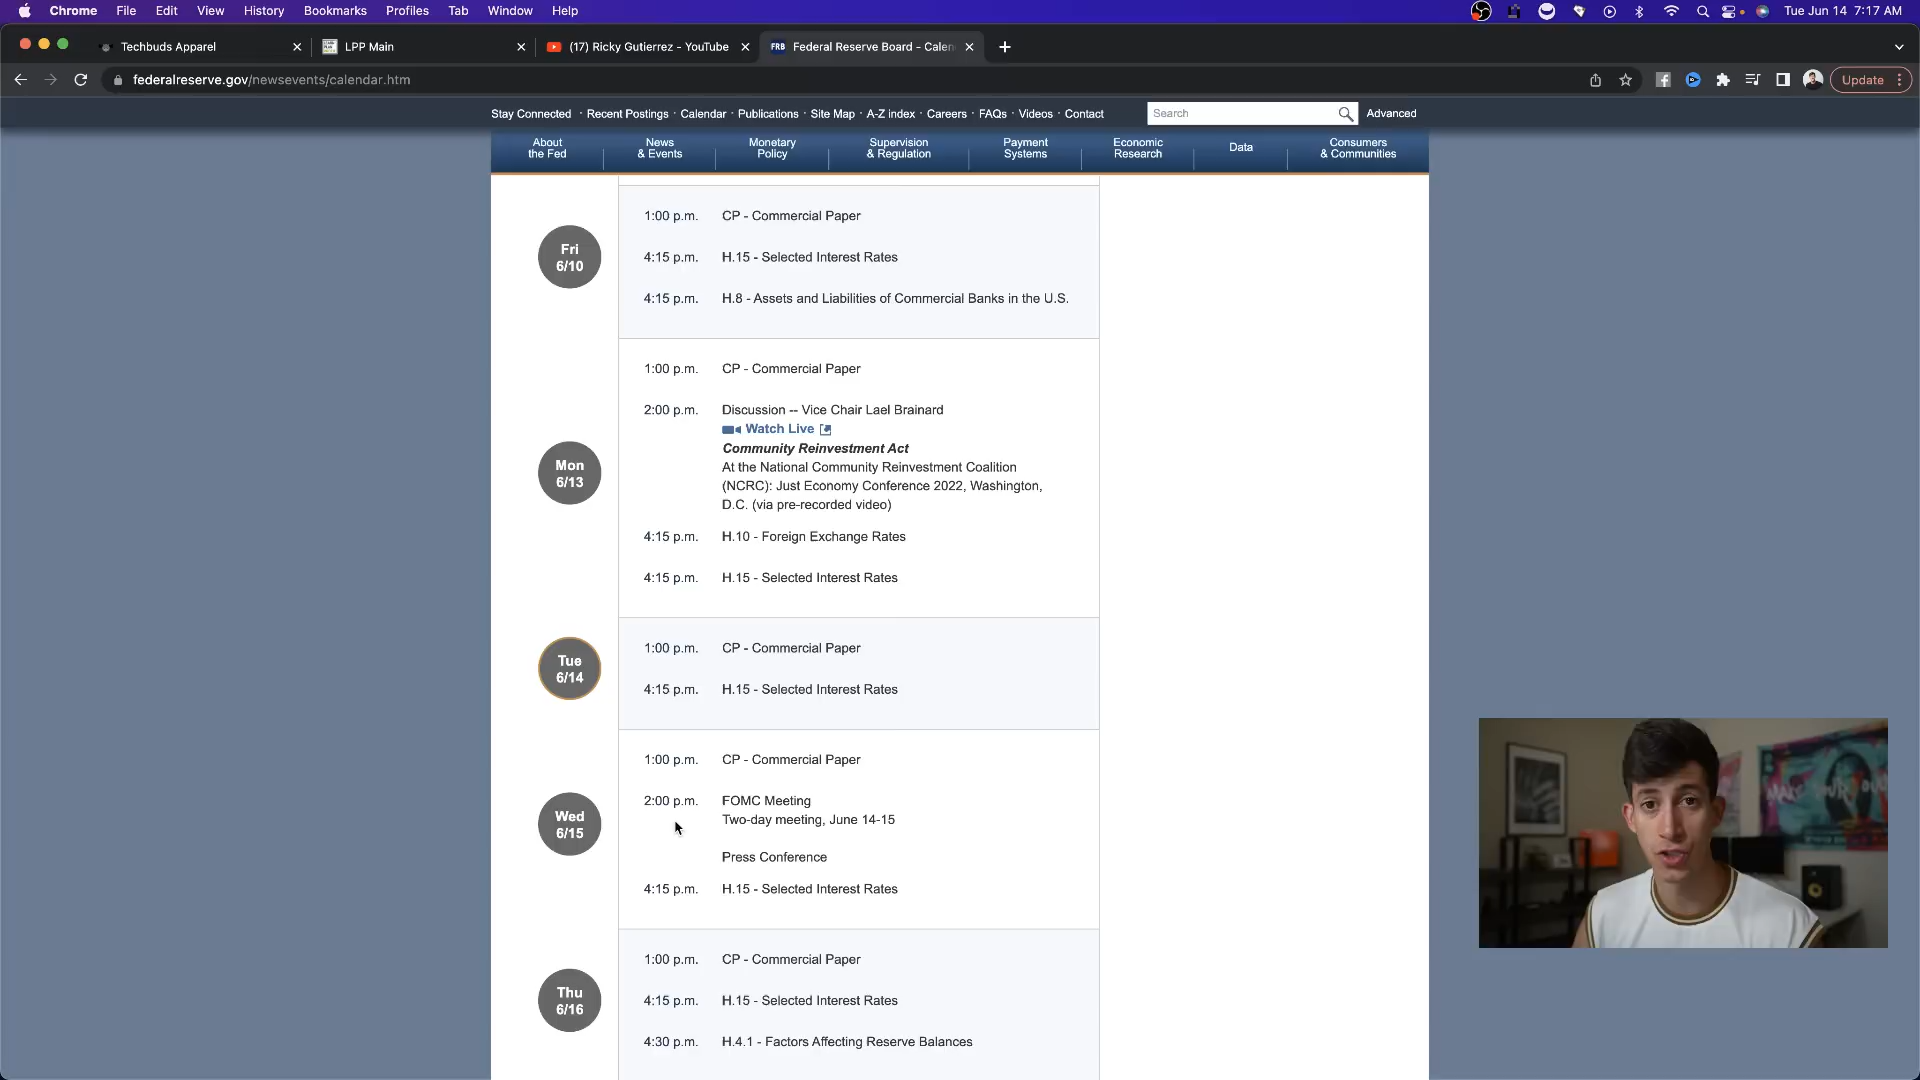 Chrome File Edit View History Bookmarks Profiles Tab Window Help
Tue Jun 14 7:17 AM
Techbuds Apparel
LPP Main
(17) Ricky Gutierrez - YouTube
FRB Federal Reserve Board - Calen
federalreserve.gov/newsevents/calendar.htm
Update
Stay Connected · Recent Postings · Calendar · Publications · Site Map · A-Z index · Careers · FAQs · Videos · Contact
Search
Advanced
About
the Fed
News
& Events
Monetary
Policy
Supervision
& Regulation
Payment
Systems
Economic
Research
Data
Consumers
& Communities
Fri
6/10
1:00 p.m. CP - Commercial Paper
4:15 p.m. H.15 - Selected Interest Rates
4:15 p.m. H.8 - Assets and Liabilities of Commercial Banks in the U.S.
Mon
6/13
1:00 p.m. CP - Commercial Paper
2:00 p.m. Discussion -- Vice Chair Lael Brainard
Watch Live
Community Reinvestment Act
At the National Community Reinvestment Coalition
(NCRC): Just Economy Conference 2022, Washington,
D.C. (via pre-recorded video)
4:15 p.m. H.10 - Foreign Exchange Rates
4:15 p.m. H.15 - Selected Interest Rates
Tue
6/14
1:00 p.m. CP - Commercial Paper
4:15 p.m. H.15 - Selected Interest Rates
Wed
6/15
1:00 p.m. CP - Commercial Paper
2:00 p.m. FOMC Meeting
Two-day meeting, June 14-15
Press Conference
4:15 p.m. H.15 - Selected Interest Rates
Thu
6/16
1:00 p.m. CP - Commercial Paper
4:15 p.m. H.15 - Selected Interest Rates
4:30 p.m. H.4.1 - Factors Affecting Reserve Balances